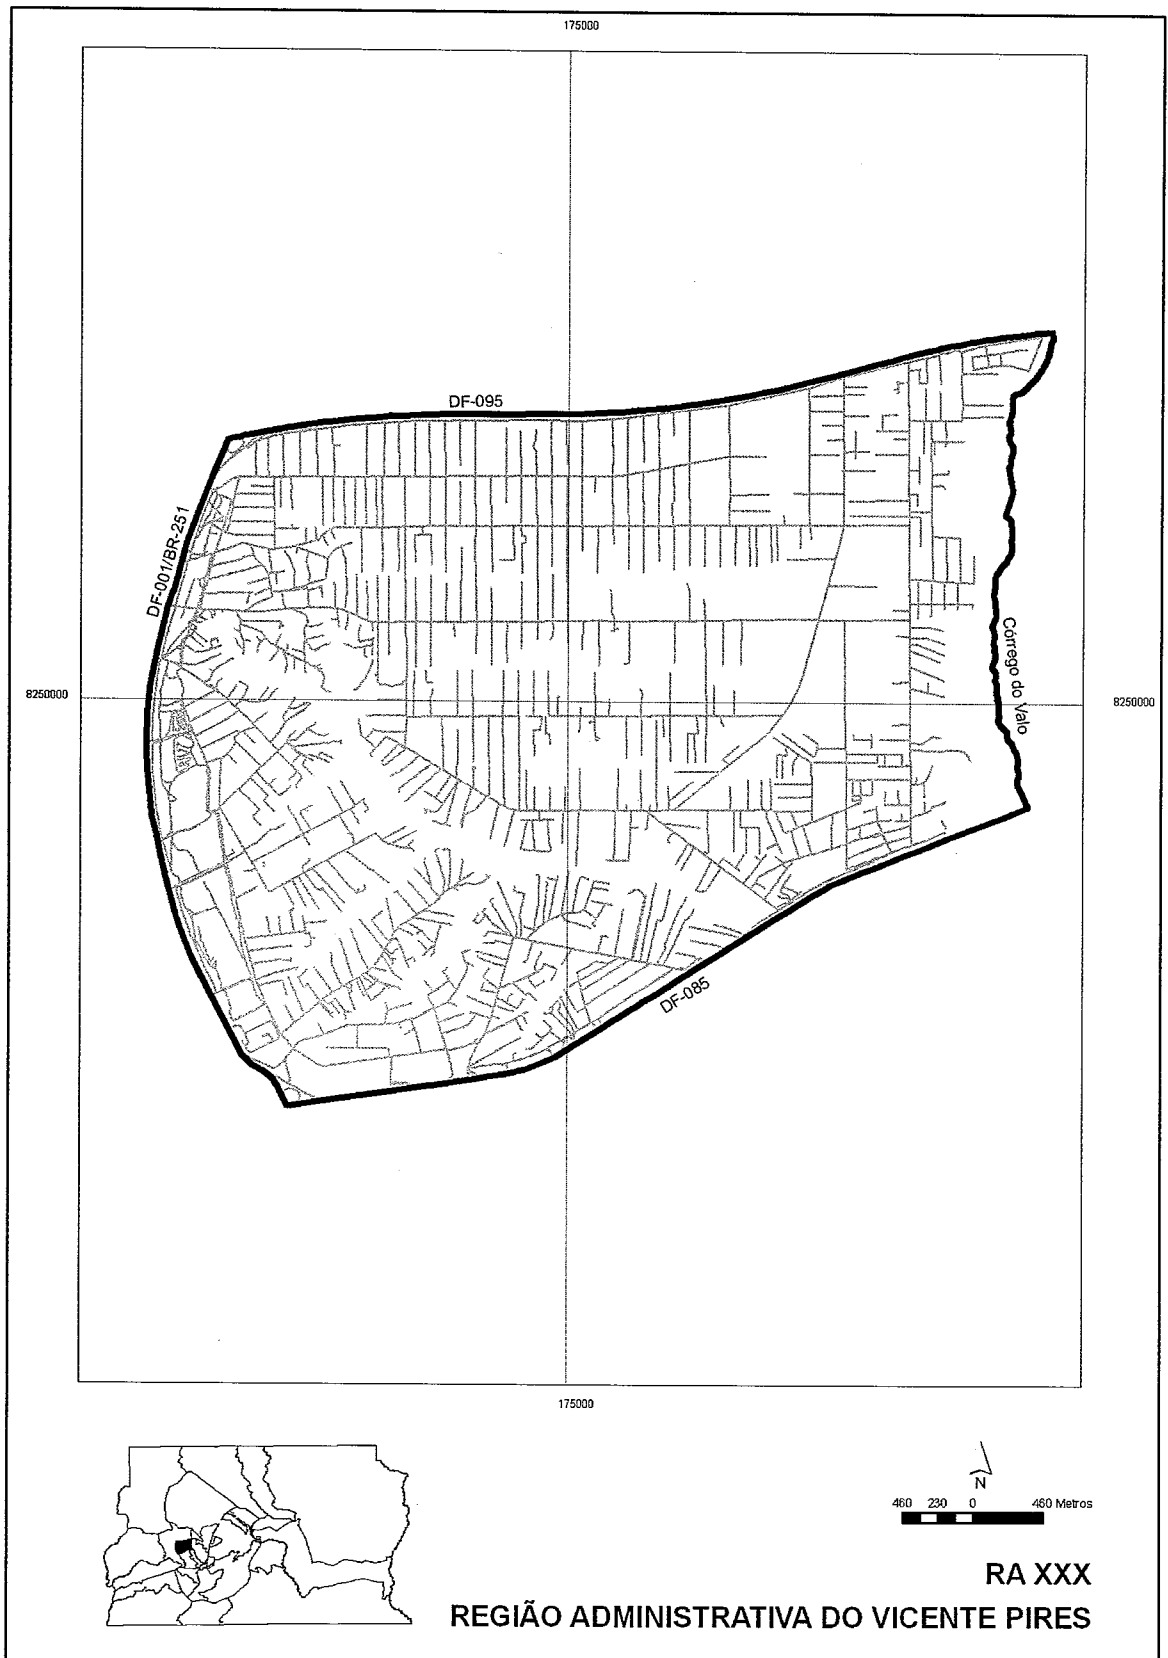 175000
DF-095
DF-001/BR-251
Córrego do Valo
8250000
8250000
DF-085
175000
N
460 230 0 460 Metros
RA XXX
REGIÃO ADMINISTRATIVA DO VICENTE PIRES